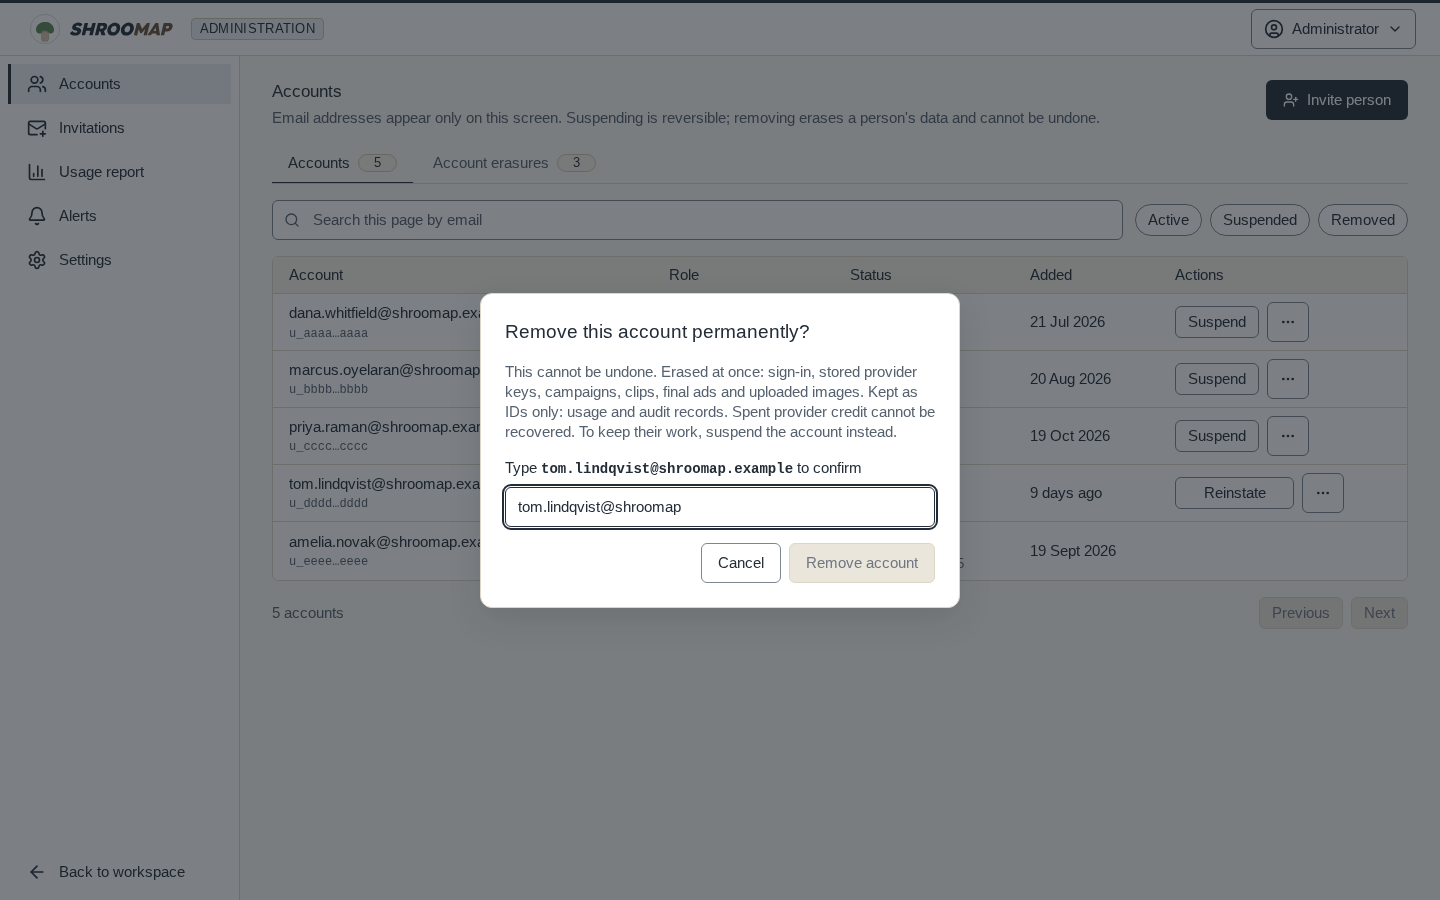 SHROOMAP
ADMINISTRATION
Administrator
Accounts
Invitations
Usage report
Alerts
Settings
Back to workspace
Accounts
Email addresses appear only on this screen. Suspending is reversible; removing erases a person's data and cannot be undone.
Invite person
Accounts 5
Account erasures 3
Search this page by email
Active
Suspended
Removed
Account Role Status Added Actions
dana.whitfield@shroomap.exa
u_aaaa…aaaa
21 Jul 2026
Suspend
marcus.oyelaran@shroomap
u_bbbb…bbbb
20 Aug 2026
Suspend
priya.raman@shroomap.exam
u_cccc…cccc
19 Oct 2026
Suspend
tom.lindqvist@shroomap.exa
u_dddd…dddd
9 days ago
Reinstate
amelia.novak@shroomap.exa
u_eeee…eeee
19 Sept 2026
5 accounts
Previous
Next
Remove this account permanently?
This cannot be undone. Erased at once: sign-in, stored provider
keys, campaigns, clips, final ads and uploaded images. Kept as
IDs only: usage and audit records. Spent provider credit cannot be
recovered. To keep their work, suspend the account instead.
Type tom.lindqvist@shroomap.example to confirm
tom.lindqvist@shroomap
Cancel
Remove account